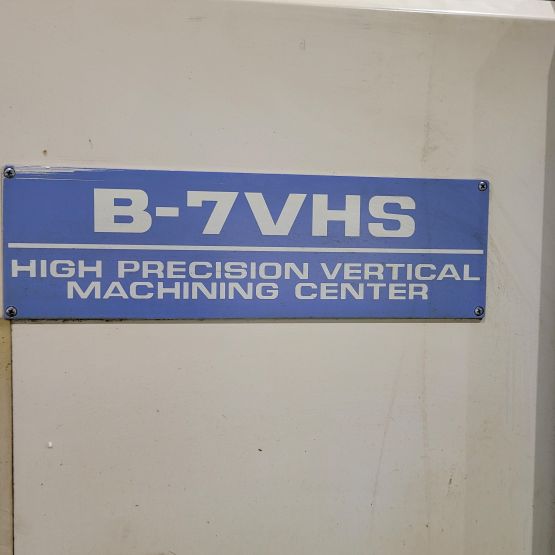 B-7VHS
HIGH PRECISION VERTICAL
MACHINING CENTER